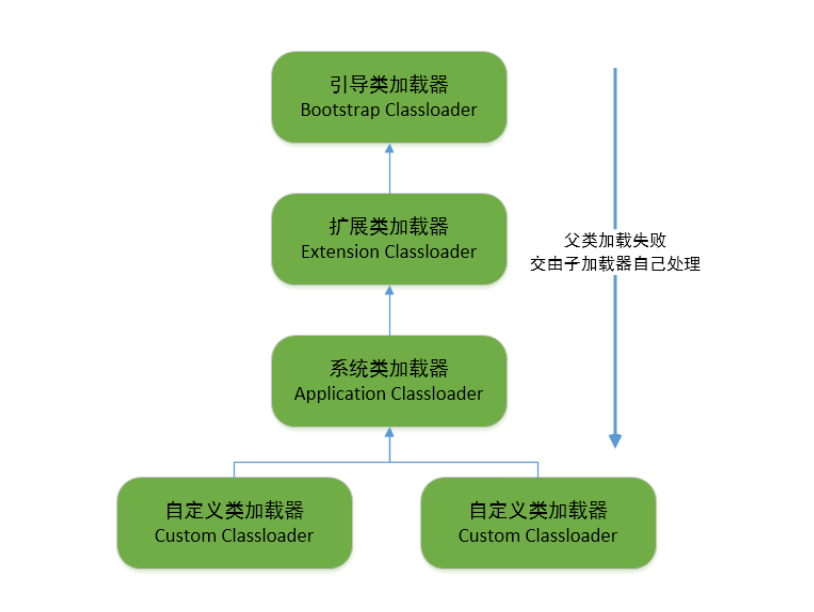 引导类加载器
Bootstrap Classloader
扩展类加载器
Extension Classloader
父类加载失败
交由子加载器自己处理
系统类加载器
Application Classloader
自定义类加载器
Custom Classloader
自定义类加载器
Custom Classloader